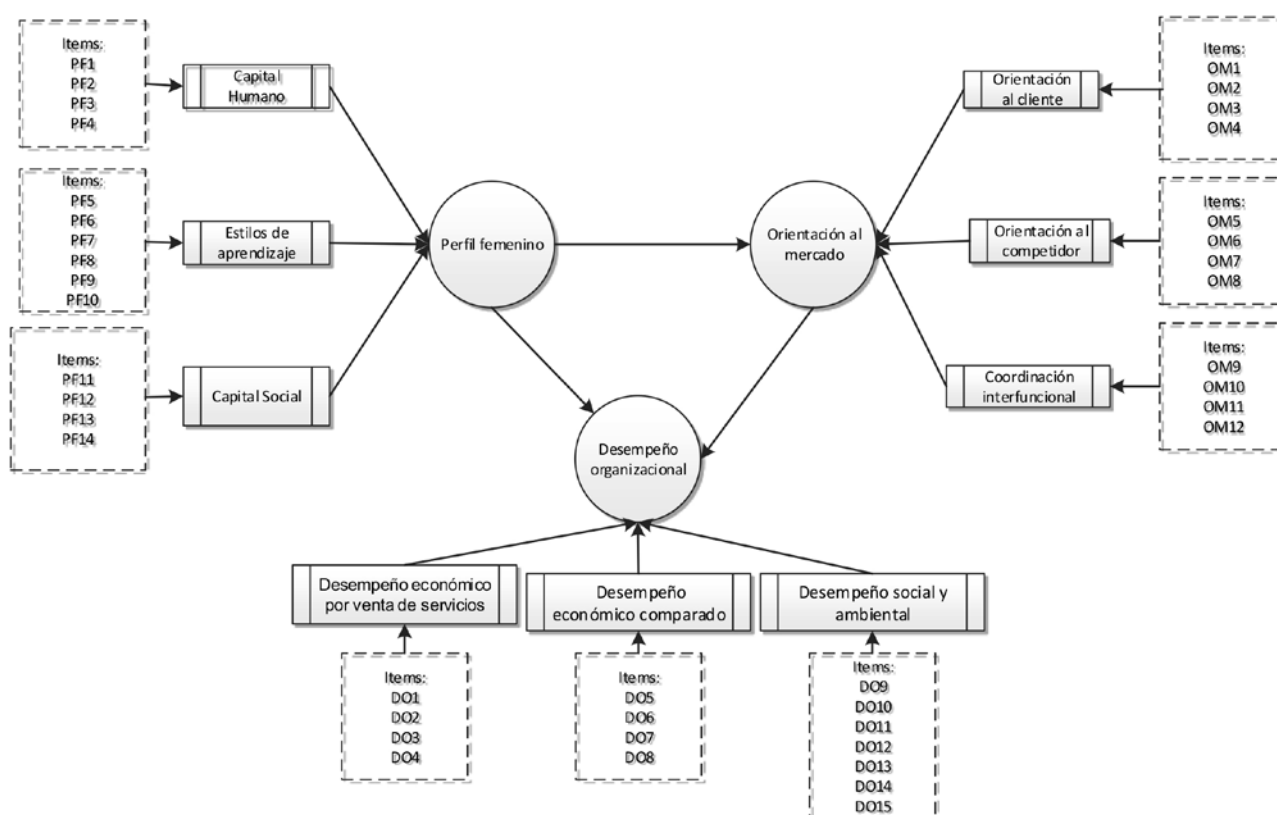 Items:
PF1
PF2
PF3
PF4
Capital
Humano
Items:
PF5
PF6
PF7
PF8
PF9
PF10
Estilos de
aprendizaje
Items:
PF11
PF12
PF13
PF14
Capital Social
Perfil femenino
Orientación al
mercado
Desempeño
organizacional
Orientación
al cliente
Items:
OM1
OM2
OM3
OM4
Orientación al
competidor
Items:
OM5
OM6
OM7
OM8
Coordinación
interfuncional
Items:
OM9
OM10
OM11
OM12
Desempeño económico
por venta de servicios
Desempeño
económico comparado
Desempeño social y
ambiental
Items:
DO1
DO2
DO3
DO4
Items:
DO5
DO6
DO7
DO8
Items:
DO9
DO10
DO11
DO12
DO13
DO14
DO15